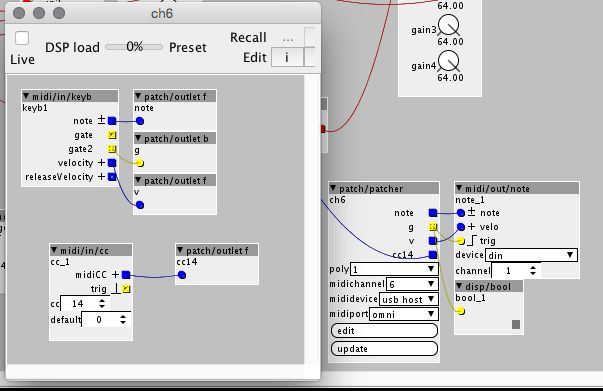 ch6
Live
DSP load
0%
Preset
Recall
...
Edit
i
▼ midi/in/keyb
keyb1
note ±
gate
gate2
velocity +
releaseVelocity +
▼ patch/outlet f
note
▼ patch/outlet b
g
▼ patch/outlet f
v
▼ midi/in/cc
cc_1
midiCC +
trig
cc 14
default 0
▼ patch/outlet f
cc14
64.00
gain3
64.00
gain4
64.00
▼ patch/patcher
ch6
note
g
v
cc14
poly 1
midichannel 6
mididevice usb host
midiport omni
edit
update
▼ midi/out/note
note_1
± note
+ velo
trig
device din
channel 1
▼ disp/bool
bool_1